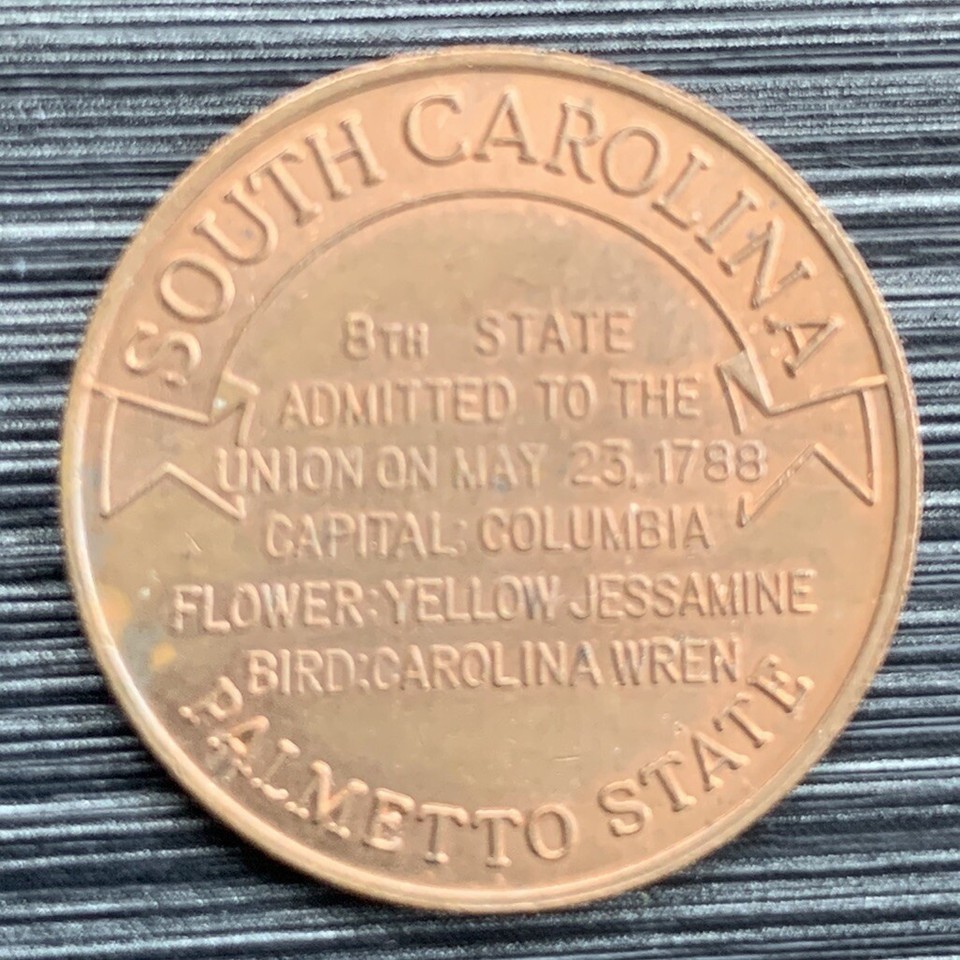 SOUTH CAROLINA
8TH STATE
ADMITTED TO THE
UNION ON MAY 23, 1788
CAPITAL: COLUMBIA
FLOWER: YELLOW JESSAMINE
BIRD: CAROLINA WREN
PALMETTO STATE